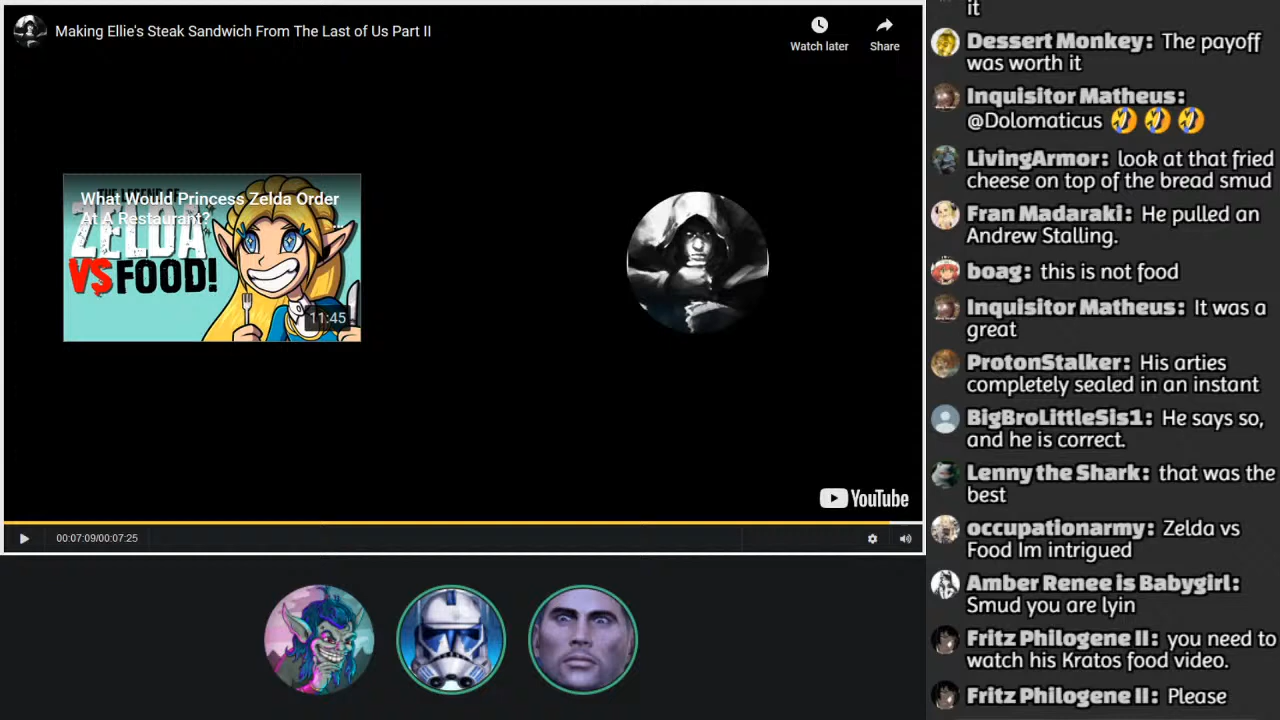 Making Ellie's Steak Sandwich From The Last of Us Part II
Watch later
Share
THE LEGEND OF
ZELDA
VS FOOD!
What Would Princess Zelda Order
At A Restaurant?
11:45
YouTube
00:07:09/00:07:25
it
Dessert Monkey: The payoff
was worth it
Inquisitor Matheus:
@Dolomaticus 🤣 🤣 🤣
LivingArmor: look at that fried
cheese on top of the bread smud
Fran Madaraki: He pulled an
Andrew Stalling.
boag: this is not food
Inquisitor Matheus: It was a
great
ProtonStalker: His arties
completely sealed in an instant
BigBroLittleSis1: He says so,
and he is correct.
Lenny the Shark: that was the
best
occupationarmy: Zelda vs
Food Im intrigued
Amber Renee is Babygirl:
Smud you are lyin
Fritz Philogene II: you need to
watch his Kratos food video.
Fritz Philogene II: Please